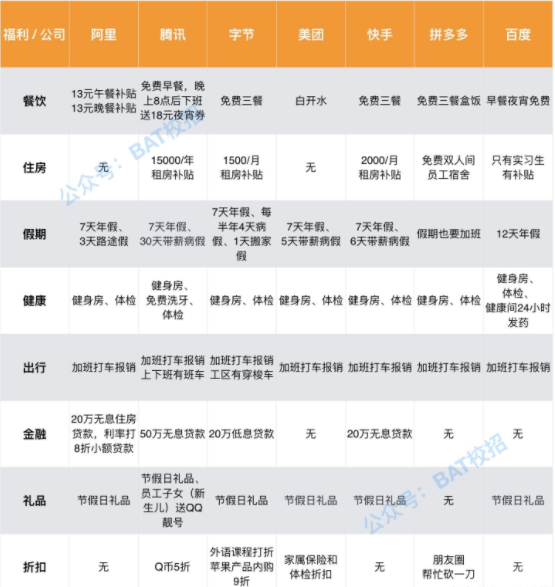 福利 / 公司 阿里 腾讯 字节 美团 快手 拼多多 百度
餐饮
13元午餐补贴
13元晚餐补贴
免费早餐，晚
上8点后下班
送18元夜宵券
免费三餐
白开水
免费三餐
免费三餐盒饭
早餐夜宵免费
住房
无
15000/年
租房补贴
1500/月
租房补贴
无
2000/月
租房补贴
免费双人间
员工宿舍
只有实习生
有补贴
假期
7天年假、
3天路途假
7天年假、
30天带薪病假
7天年假、每
半年4天病
假、1天搬家
假
7天年假、
5天带薪病假
7天年假、
6天带薪病假
假期也要加班
12天年假
健康
健身房、体检
健身房、
免费洗牙、
体检
健身房、体检
健身房、体检
健身房、体检
健身房、体检
健身房、
体检、
健康间24小时
发药
出行
加班打车报销
加班打车报销
上下班有班车
加班打车报销
工区有穿梭车
加班打车报销
加班打车报销
加班打车报销
加班打车报销
金融
20万无息住房
贷款，利率打
8折小额贷款
50万无息贷款
20万低息贷款
无
20万无息贷款
无
无
礼品
节假日礼品
节假日礼品、
员工子女（新
生儿）送QQ
靓号
节假日礼品
节假日礼品
节假日礼品
无
节假日礼品
折扣
无
Q币5折
外语课程打折
苹果产品内购
9折
家属保险和
体检折扣
无
朋友圈
帮忙砍一刀
无
公众号：BAT校招
公众号：BAT校招